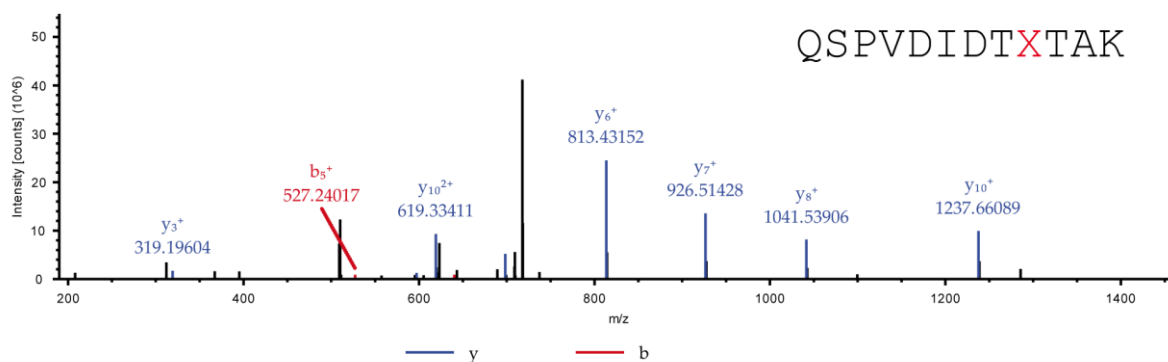 QSPVDIDTXTAK
Intensity [counts] (10^6)
50
40
30
20
10
0
y₃⁺
319.19604
b₅⁺
527.24017
y₁₀²⁺
619.33411
y₆⁺
813.43152
y₇⁺
926.51428
y₈⁺
1041.53906
y₁₀⁺
1237.66089
200 400 600 800 1000 1200 1400
m/z
y b